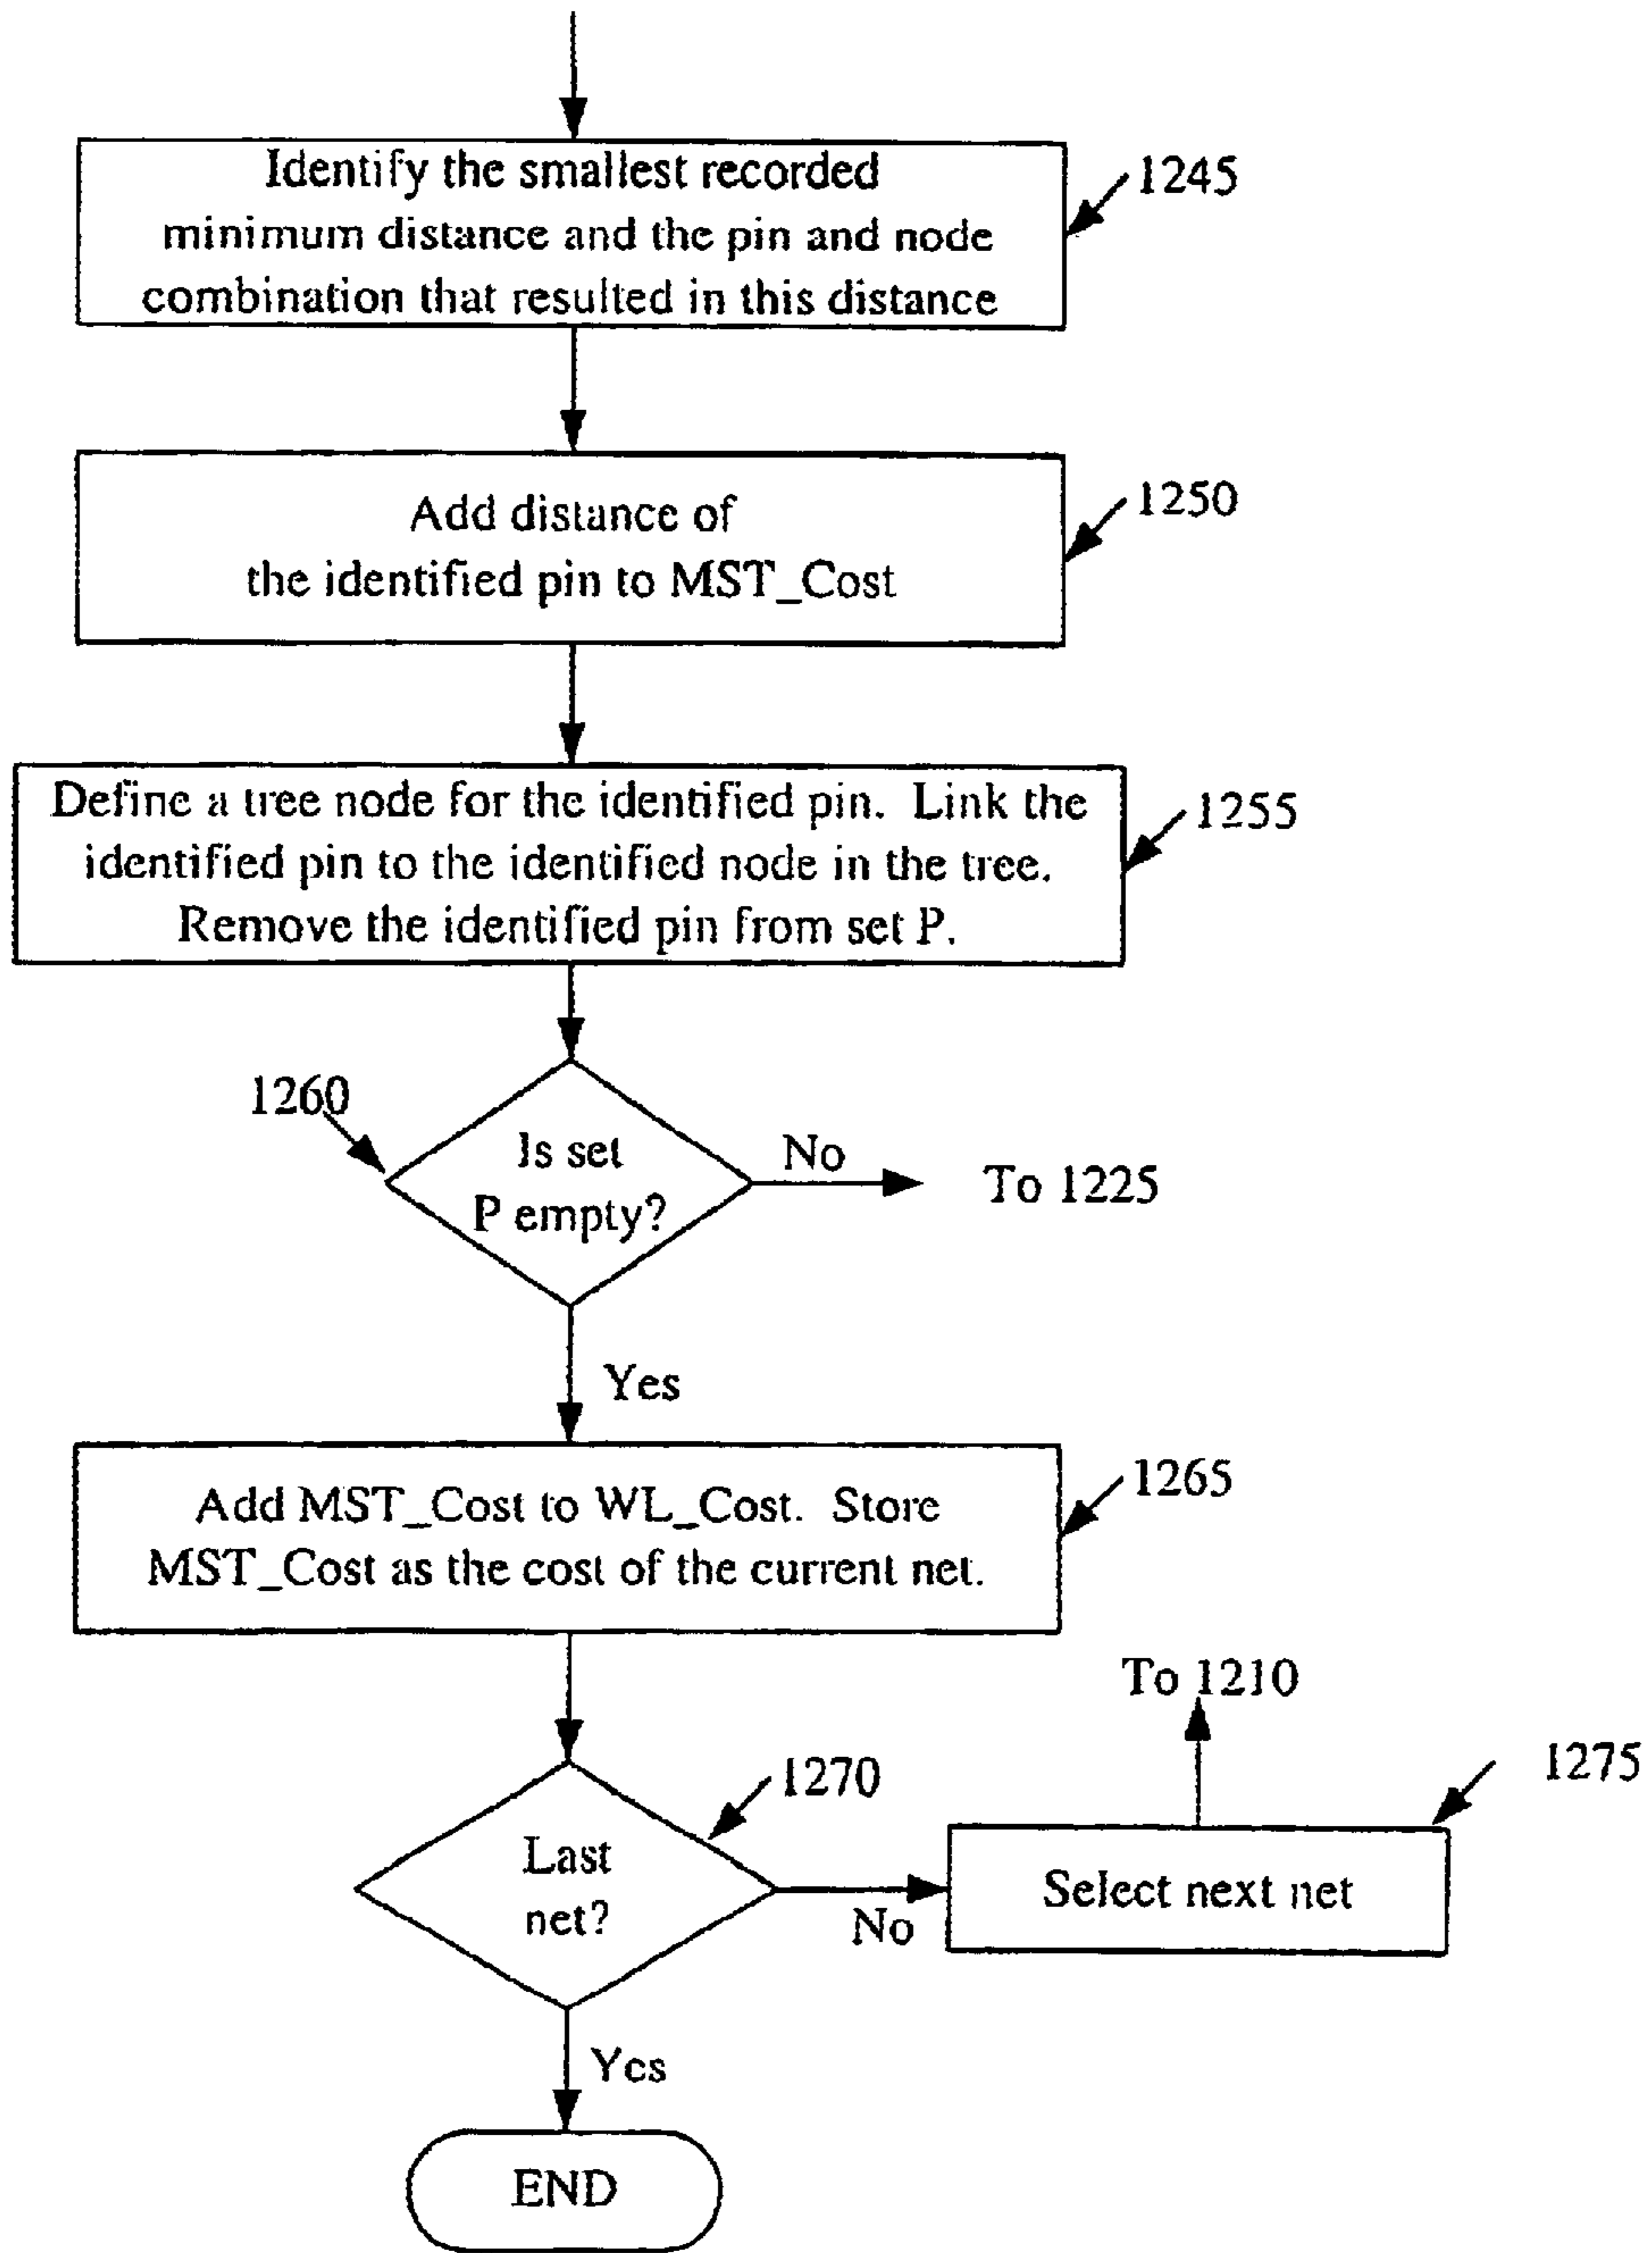 Identify the smallest recorded
minimum distance and the pin and node
combination that resulted in this distance
1245
Add distance of
the identified pin to MST_Cost
1250
Define a tree node for the identified pin. Link the
identified pin to the identified node in the tree.
Remove the identified pin from set P.
1255
1260
Is set
P empty?
No
To 1225
Yes
Add MST_Cost to WL_Cost. Store
MST_Cost as the cost of the current net.
1265
To 1210
1270
1275
Last
net?
No
Select next net
Yes
END